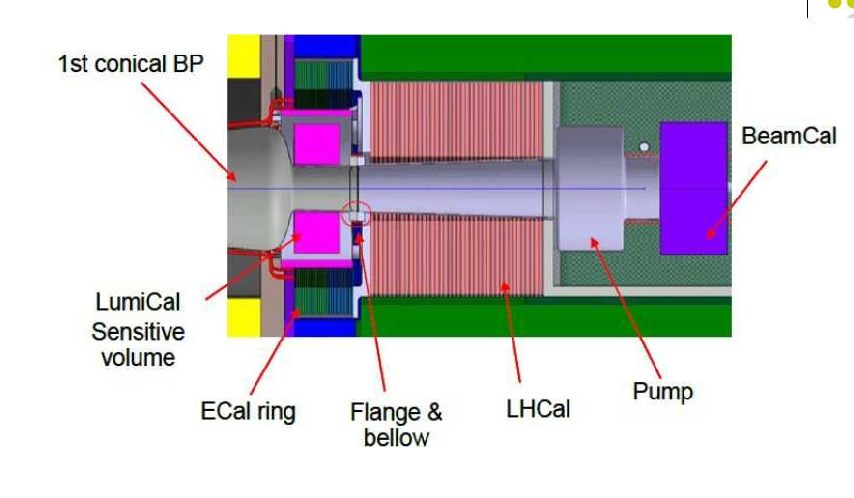 1st conical BP
BeamCal
LumiCal
Sensitive
volume
ECal ring
Flange &
bellow
LHCal
Pump